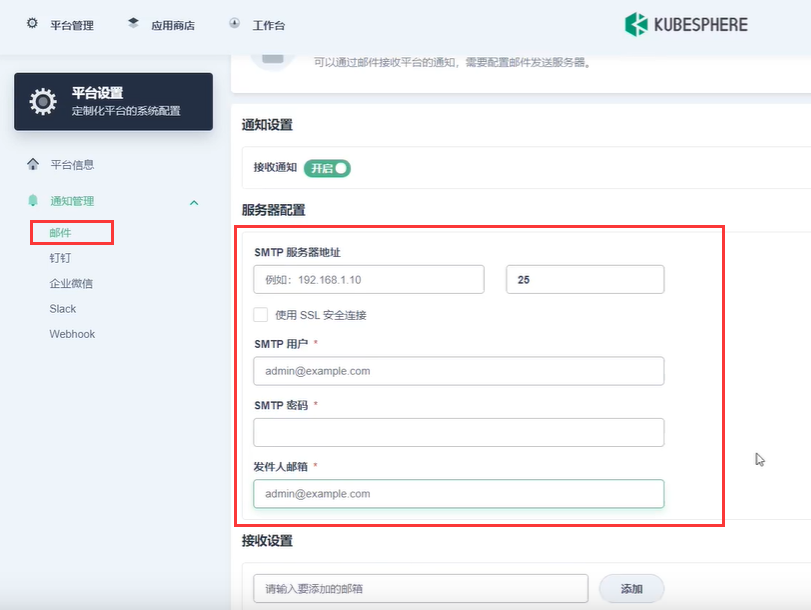 平台管理 应用商店 工作台 KUBESPHERE
可以通过邮件接收平台的通知，需要配置邮件发送服务器。
平台设置
定制化平台的系统配置
平台信息
通知管理
邮件
钉钉
企业微信
Slack
Webhook
通知设置
接收通知 开启
服务器配置
SMTP 服务器地址
例如：192.168.1.10 25
使用 SSL 安全连接
SMTP 用户 *
admin@example.com
SMTP 密码 *
发件人邮箱 *
admin@example.com
接收设置
请输入要添加的邮箱 添加